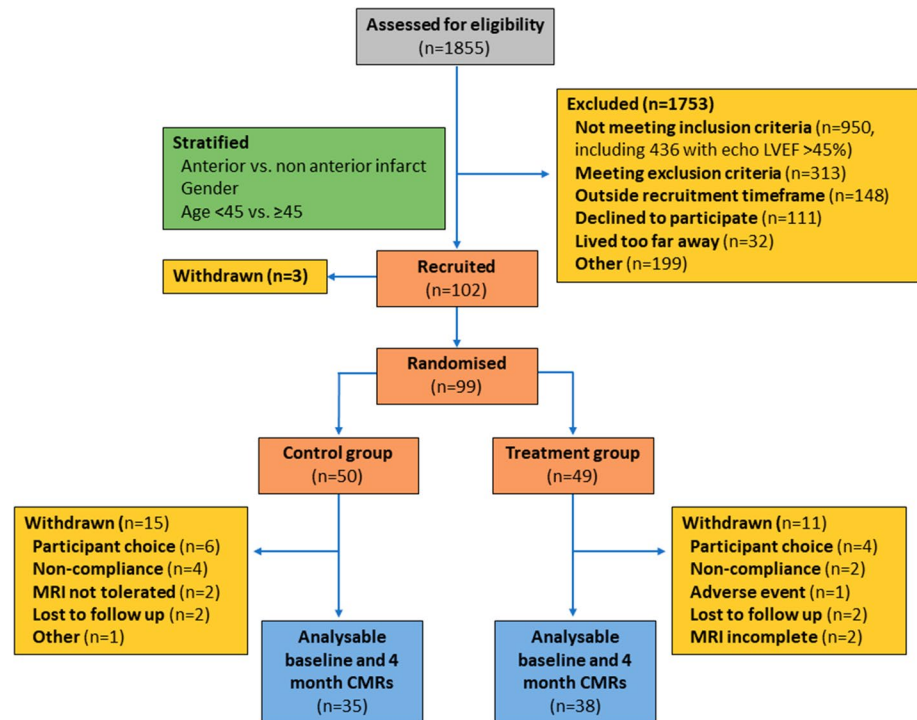 Assessed for eligibility
(n=1855)
Excluded (n=1753)
Not meeting inclusion criteria (n=950,
including 436 with echo LVEF >45%)
Meeting exclusion criteria (n=313)
Outside recruitment timeframe (n=148)
Declined to participate (n=111)
Lived too far away (n=32)
Other (n=199)
Stratified
Anterior vs. non anterior infarct
Gender
Age <45 vs. ≥45
Withdrawn (n=3)
Recruited
(n=102)
Randomised
(n=99)
Control group
(n=50)
Treatment group
(n=49)
Withdrawn (n=15)
Participant choice (n=6)
Non-compliance (n=4)
MRI not tolerated (n=2)
Lost to follow up (n=2)
Other (n=1)
Withdrawn (n=11)
Participant choice (n=4)
Non-compliance (n=2)
Adverse event (n=1)
Lost to follow up (n=2)
MRI incomplete (n=2)
Analysable
baseline and 4
month CMRs
(n=35)
Analysable
baseline and 4
month CMRs
(n=38)